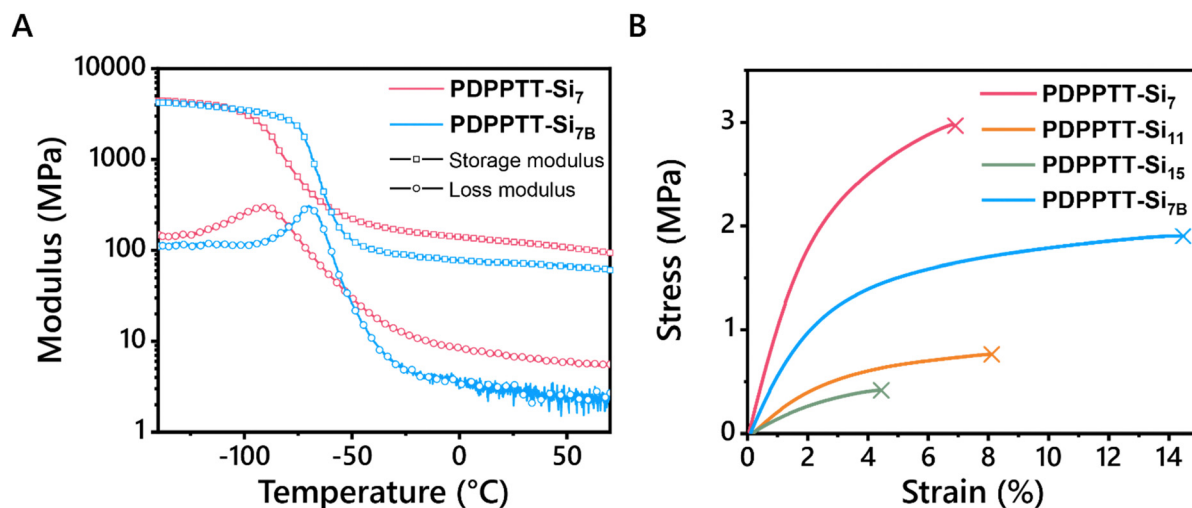 A
Modulus (MPa)
10000
1000
100
10
1
PDPPTT-Si₇
PDPPTT-Si₇B
Storage modulus
Loss modulus
-100
-50
0
50
Temperature (°C)
B
Stress (MPa)
3
2
1
0
PDPPTT-Si₇
PDPPTT-Si₁₁
PDPPTT-Si₁₅
PDPPTT-Si₇B
0
2
4
6
8
10
12
14
Strain (%)